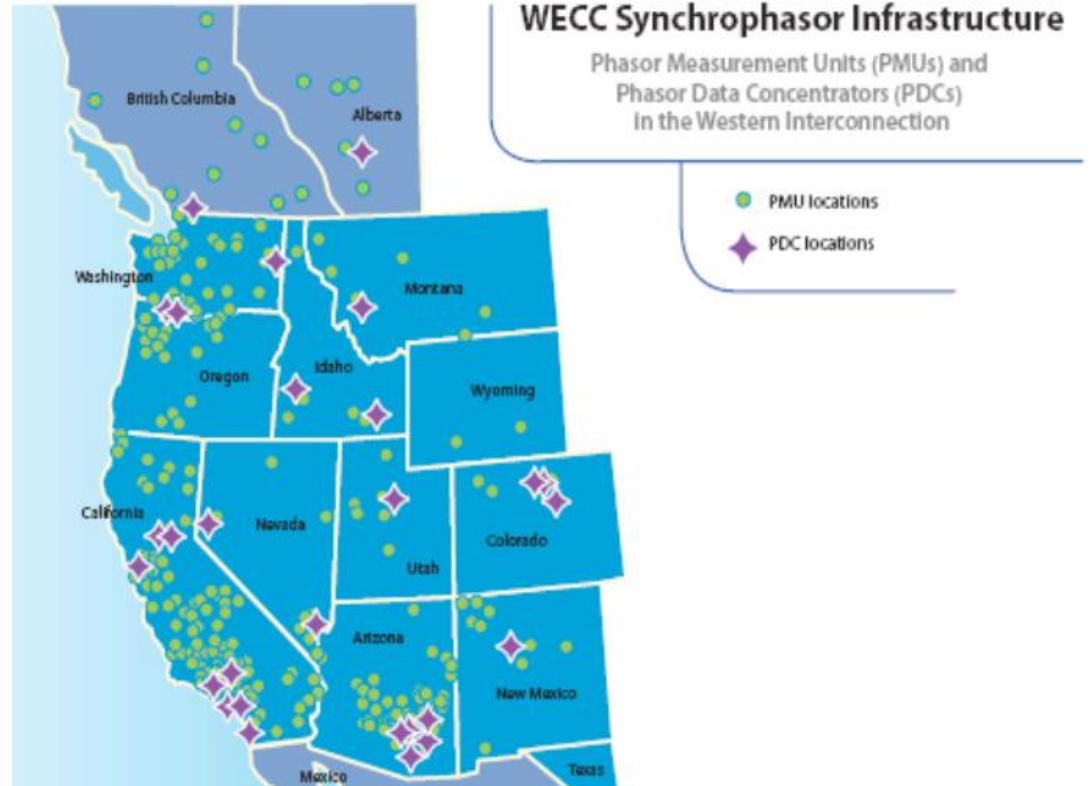 WECC Synchrophasor Infrastructure
Phasor Measurement Units (PMUs) and
Phasor Data Concentrators (PDCs)
in the Western Interconnection
PMU locations
PDC locations
British Columbia
Alberta
Washington
Montana
Oregon
Idaho
Wyoming
California
Nevada
Utah
Colorado
Arizona
New Mexico
Mexico
Texas